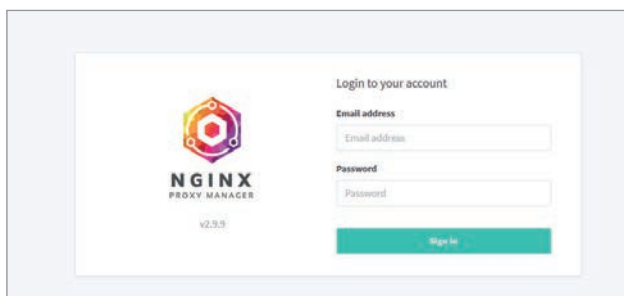 NGINX
PROXY MANAGER
v2.9.9
Login to your account
Email address
Email address
Password
Password
Sign in